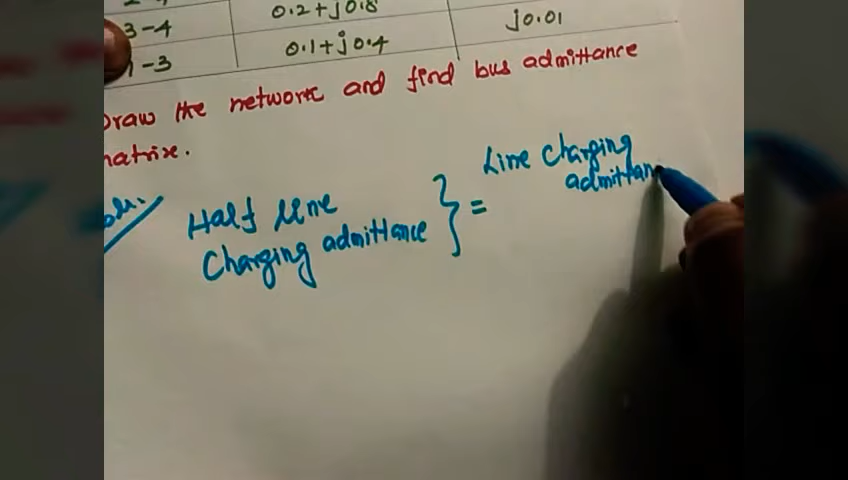 0.2+j0.8
3-4
j0.01
0.1+j0.4
1-3
Draw the network and find bus admittance
matrix.
Line charging
admittan
Half line
Charging admittance } =